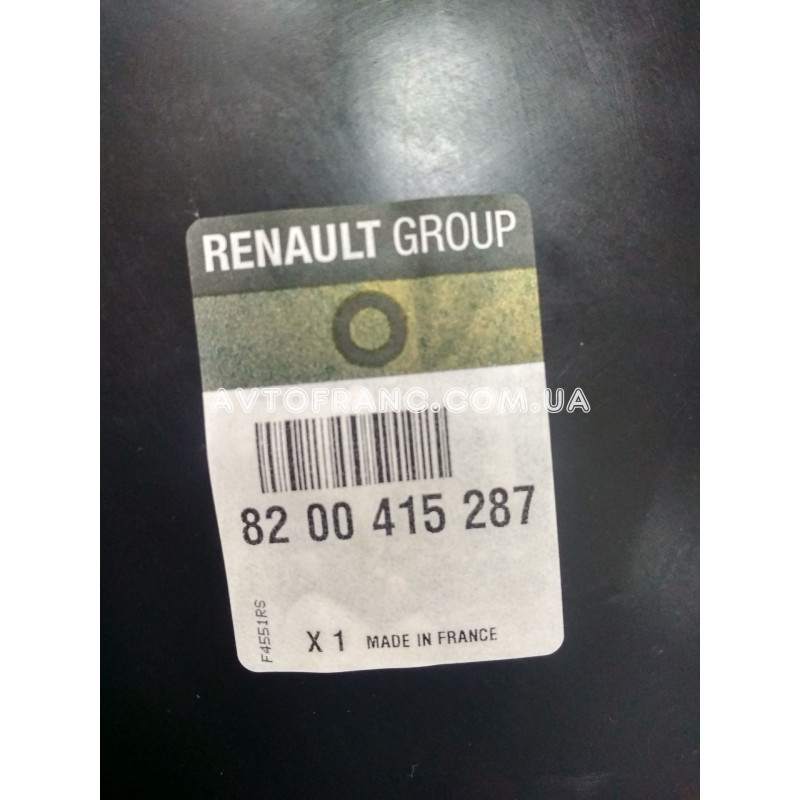 RENAULT GROUP
AVTOFRANC.COM.UA
82 00 415 287
F4551RS
X 1 MADE IN FRANCE